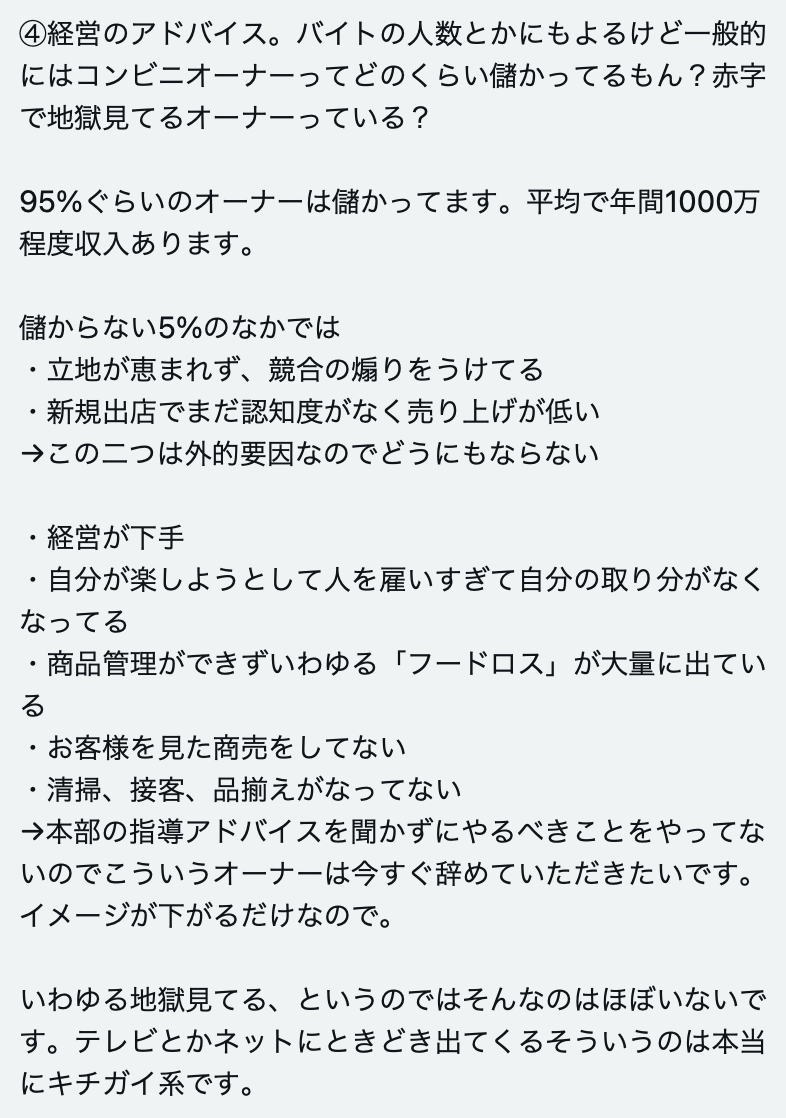 ④経営のアドバイス。バイトの人数とかにもよるけど一般的
にはコンビニオーナーってどのくらい儲かってるもん？赤字
で地獄見てるオーナーっている？
95%ぐらいのオーナーは儲かってます。平均で年間1000万
程度収入あります。
儲からない5%のなかでは
・立地が恵まれず、競合の煽りをうけてる
・新規出店でまだ認知度がなく売り上げが低い
→この二つは外的要因なのでどうにもならない
・経営が下手
・自分が楽しようとして人を雇いすぎて自分の取り分がなく
なってる
・商品管理ができずいわゆる「フードロス」が大量に出てい
る
・お客様を見た商売をしてない
・清掃、接客、品揃えがなってない
→本部の指導アドバイスを聞かずにやるべきことをやってな
いのでこういうオーナーは今すぐ辞めていただきたいです。
イメージが下がるだけなので。
いわゆる地獄見てる、というのではそんなのはほぼいないで
す。テレビとかネットにときどき出てくるそういうのは本当
にキチガイ系です。